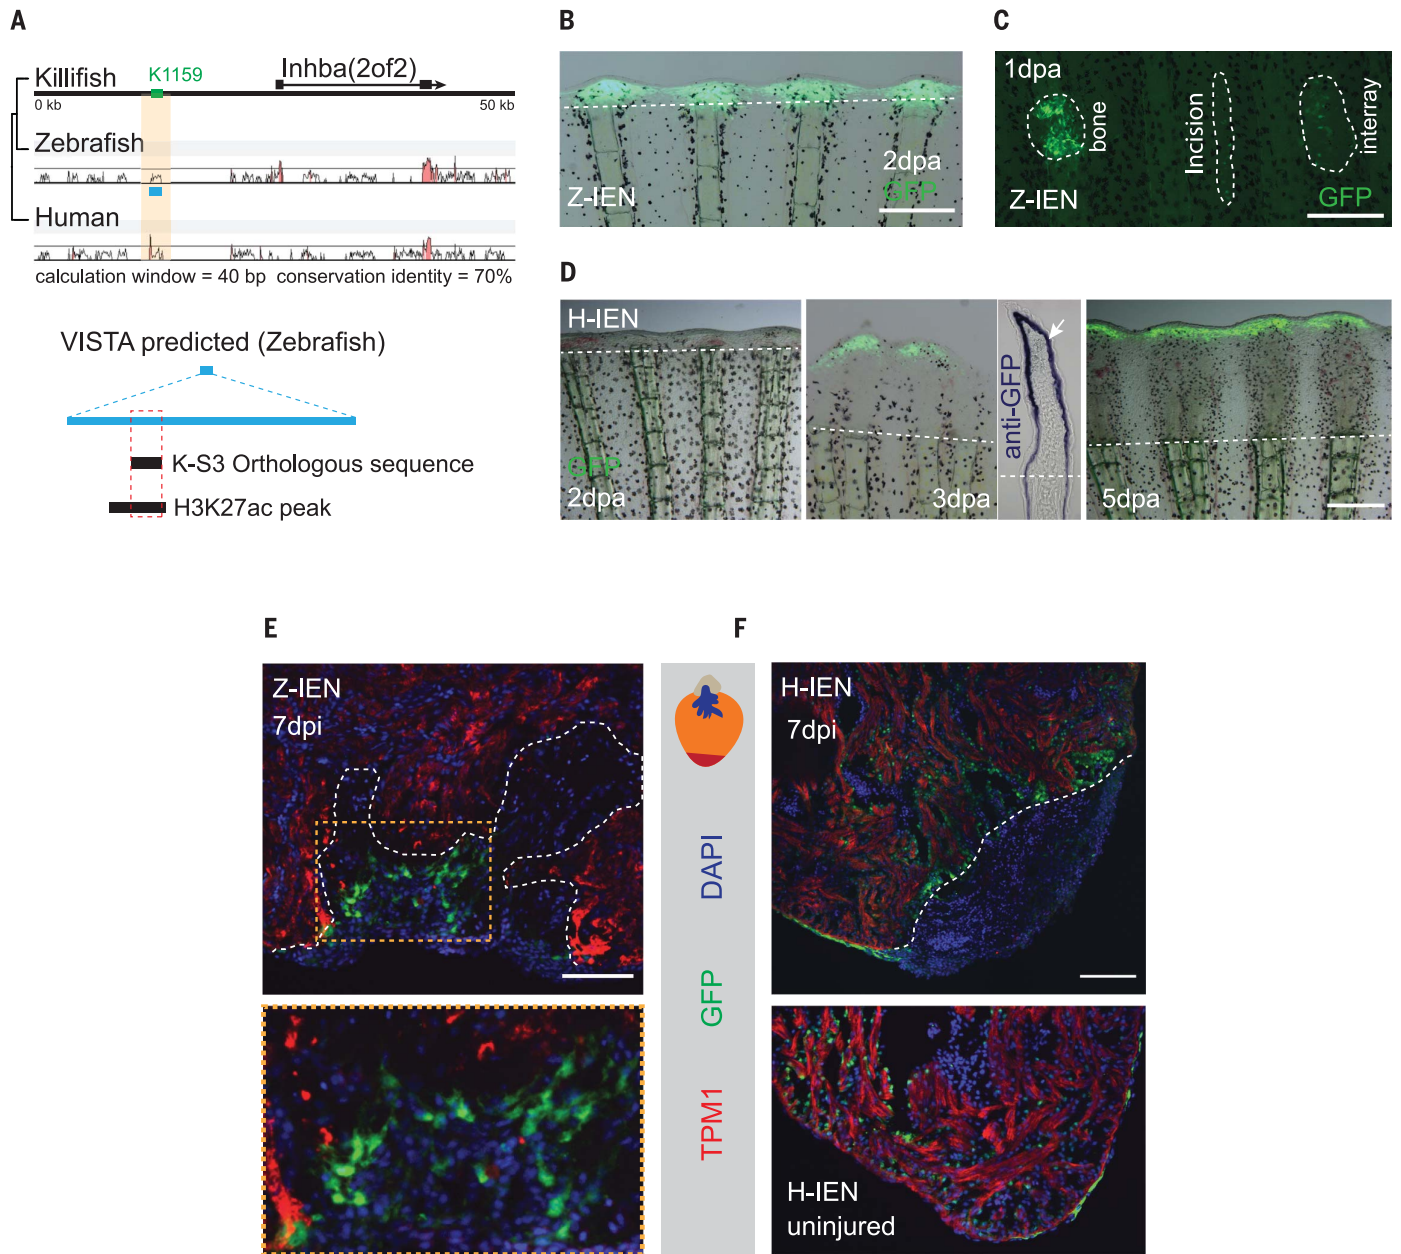 A
Killifish
K1159
Inhba(2of2)
0 kb
50 kb
Zebrafish
Human
calculation window = 40 bp conservation identity = 70%
VISTA predicted (Zebrafish)
K-S3 Orthologous sequence
H3K27ac peak
B
Z-IEN
2dpa
GFP
C
1dpa
bone
Incision
interray
Z-IEN
GFP
D
H-IEN
GFP
2dpa
3dpa
anti-GFP
5dpa
E
Z-IEN
7dpi
DAPI
GFP
TPM1
F
H-IEN
7dpi
H-IEN
uninjured